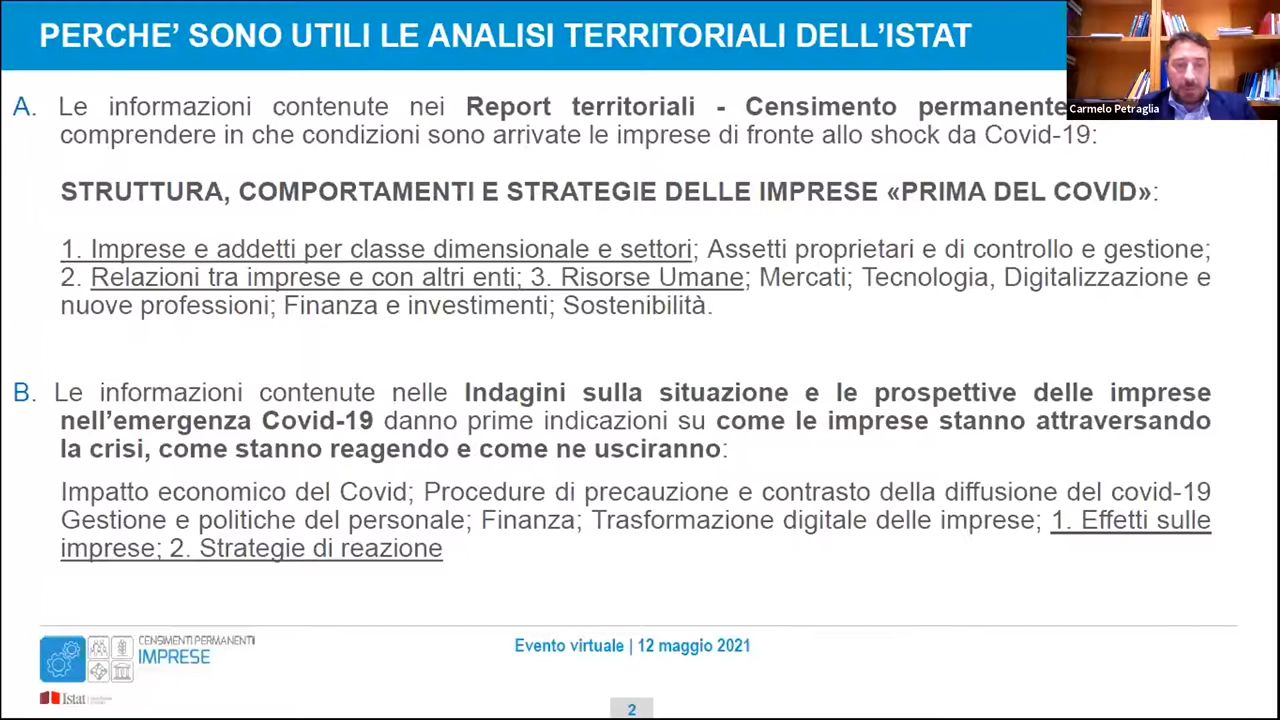 PERCHE’ SONO UTILI LE ANALISI TERRITORIALI DELL’ISTAT
Carmelo Petraglia
A. Le informazioni contenute nei Report territoriali - Censimento permanente
comprendere in che condizioni sono arrivate le imprese di fronte allo shock da Covid-19:
STRUTTURA, COMPORTAMENTI E STRATEGIE DELLE IMPRESE «PRIMA DEL COVID»:
1. Imprese e addetti per classe dimensionale e settori; Assetti proprietari e di controllo e gestione;
2. Relazioni tra imprese e con altri enti; 3. Risorse Umane; Mercati; Tecnologia, Digitalizzazione e
nuove professioni; Finanza e investimenti; Sostenibilità.
B. Le informazioni contenute nelle Indagini sulla situazione e le prospettive delle imprese
nell’emergenza Covid-19 danno prime indicazioni su come le imprese stanno attraversando
la crisi, come stanno reagendo e come ne usciranno:
Impatto economico del Covid; Procedure di precauzione e contrasto della diffusione del covid-19
Gestione e politiche del personale; Finanza; Trasformazione digitale delle imprese; 1. Effetti sulle
imprese; 2. Strategie di reazione
CENSIMENTI PERMANENTI
IMPRESE
Evento virtuale | 12 maggio 2021
Istat
2